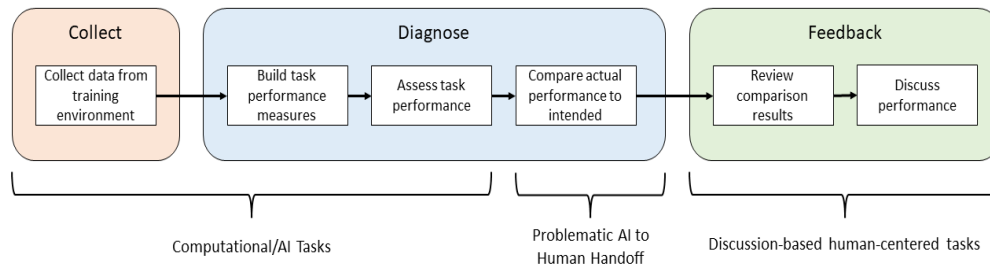 Collect
Diagnose
Feedback
Collect data from
training
environment
Build task
performance
measures
Assess task
performance
Compare actual
performance to
intended
Review
comparison
results
Discuss
performance
Computational/AI Tasks
Problematic AI to
Human Handoff
Discussion-based human-centered tasks